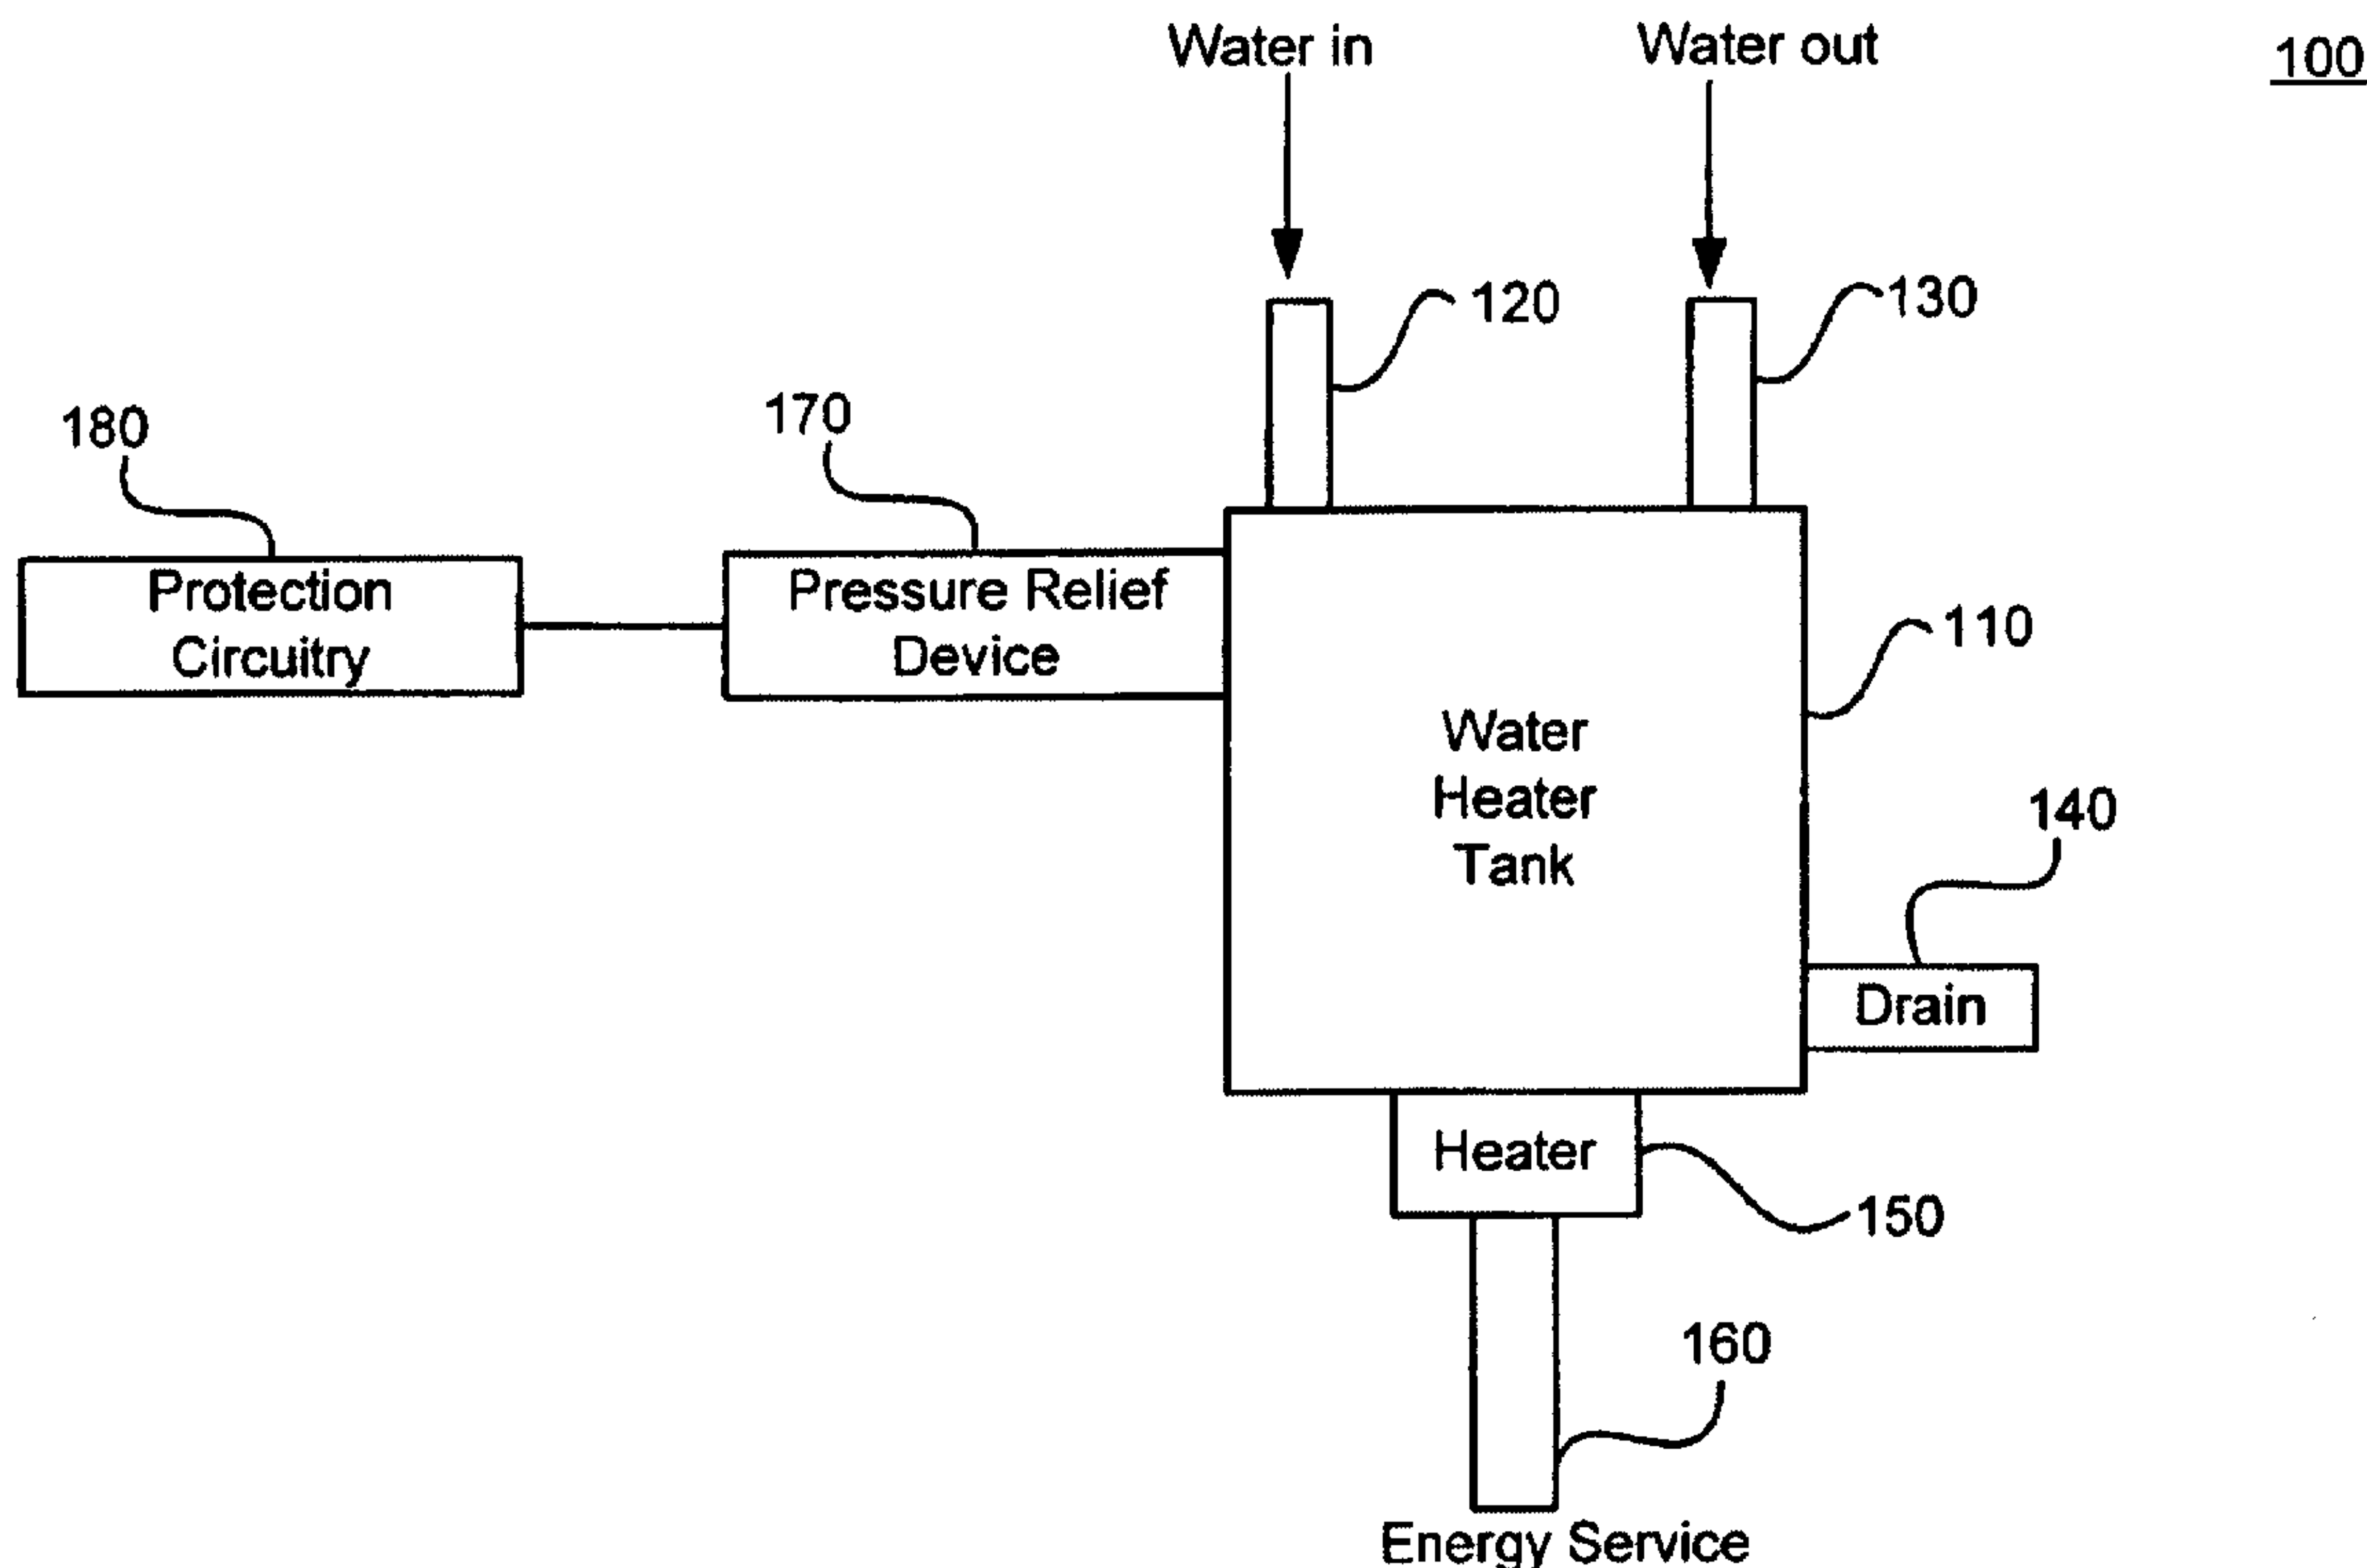 Water in
Water out
100
120
130
180
170
Protection
Circuitry
Pressure Relief
Device
110
Water
Heater
Tank
140
Drain
Heater
150
160
Energy Service